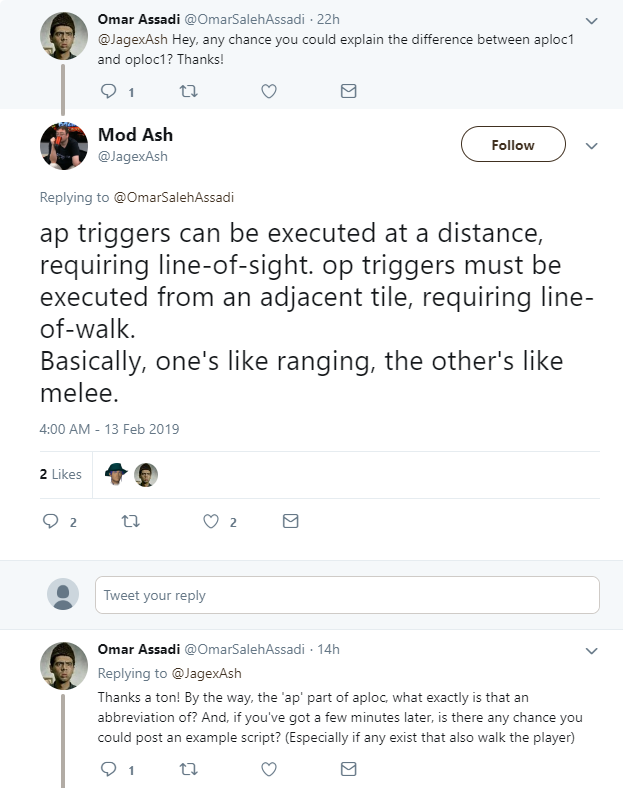 Omar Assadi @OmarSalehAssadi · 22h
@JagexAsh Hey, any chance you could explain the difference between aploc1
and oploc1? Thanks!
1
Mod Ash
@JagexAsh
Follow
Replying to @OmarSalehAssadi
ap triggers can be executed at a distance,
requiring line-of-sight. op triggers must be
executed from an adjacent tile, requiring line-
of-walk.
Basically, one's like ranging, the other's like
melee.
4:00 AM - 13 Feb 2019
2 Likes
2 2
Tweet your reply
Omar Assadi @OmarSalehAssadi · 14h
Replying to @JagexAsh
Thanks a ton! By the way, the 'ap' part of aploc, what exactly is that an
abbreviation of? And, if you've got a few minutes later, is there any chance you
could post an example script? (Especially if any exist that also walk the player)
1